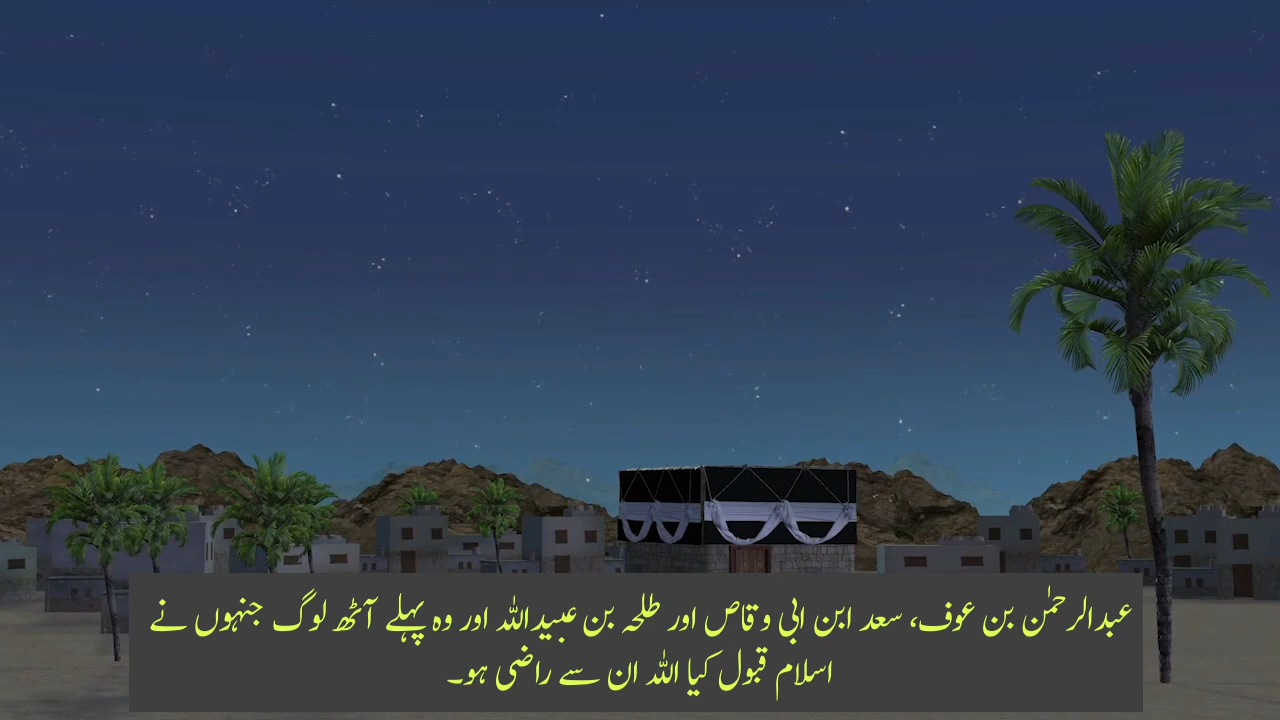 عبدالرحمٰن بن عوف، سعد ابن ابی وقاص اور طلحہ بن عبیداللہ اور وہ پہلے آٹھ لوگ جنہوں نے
اسلام قبول کیا اللہ ان سے راضی ہو۔